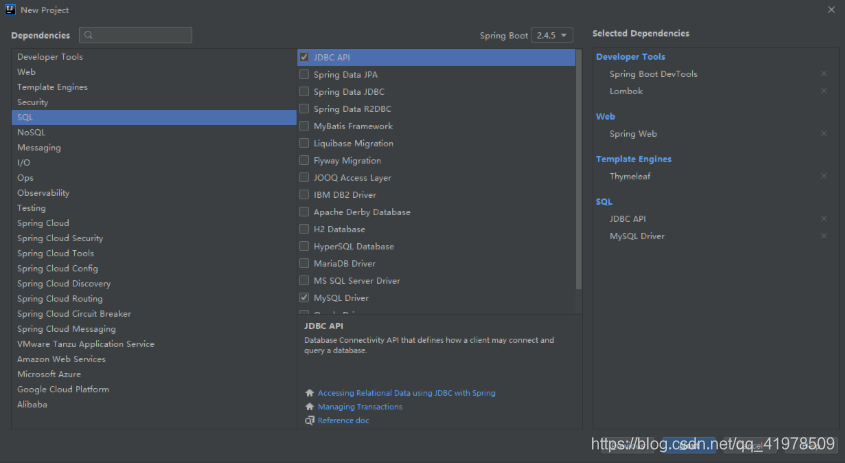 New Project
Dependencies
Spring Boot 2.4.5
Developer Tools
Web
Template Engines
Security
SQL
NoSQL
Messaging
I/O
Ops
Observability
Testing
Spring Cloud
Spring Cloud Security
Spring Cloud Tools
Spring Cloud Config
Spring Cloud Discovery
Spring Cloud Routing
Spring Cloud Circuit Breaker
Spring Cloud Messaging
VMware Tanzu Application Service
Amazon Web Services
Microsoft Azure
Google Cloud Platform
Alibaba
JDBC API
Spring Data JPA
Spring Data JDBC
Spring Data R2DBC
MyBatis Framework
Liquibase Migration
Flyway Migration
JOOQ Access Layer
IBM DB2 Driver
Apache Derby Database
H2 Database
HyperSQL Database
MariaDB Driver
MS SQL Server Driver
MySQL Driver
JDBC API
Database Connectivity API that defines how a client may connect and
query a database.
Accessing Relational Data using JDBC with Spring
Managing Transactions
Reference doc
Selected Dependencies
Developer Tools
Spring Boot DevTools
Lombok
Web
Spring Web
Template Engines
Thymeleaf
SQL
JDBC API
MySQL Driver
https://blog.csdn.net/qq_41978509